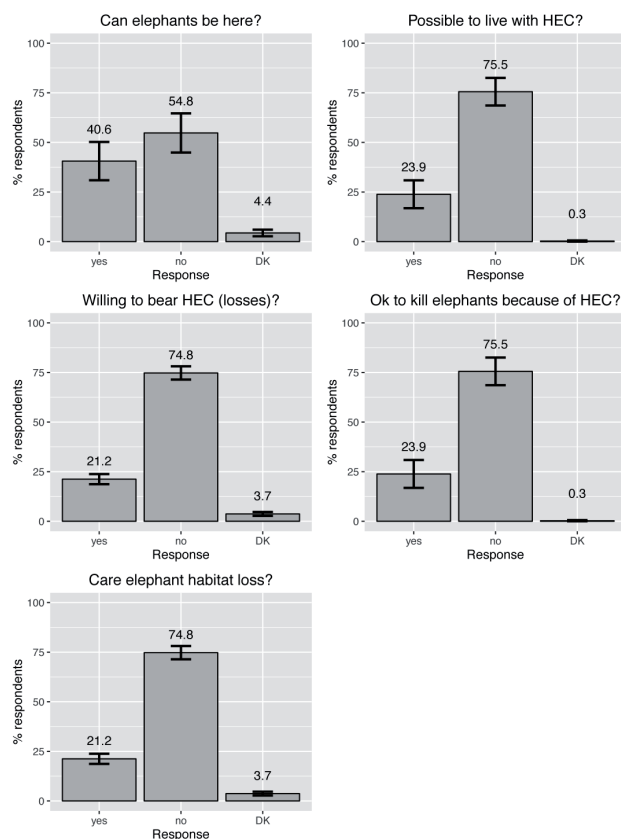 Can elephants be here?
100
75
50
25
0
% respondents
40.6
54.8
4.4
yes no DK
Response
Possible to live with HEC?
100
75
50
25
0
% respondents
23.9
75.5
0.3
yes no DK
Response
Willing to bear HEC (losses)?
100
75
50
25
0
% respondents
21.2
74.8
3.7
yes no DK
Response
Ok to kill elephants because of HEC?
100
75
50
25
0
% respondents
23.9
75.5
0.3
yes no DK
Response
Care elephant habitat loss?
100
75
50
25
0
% respondents
21.2
74.8
3.7
yes no DK
Response